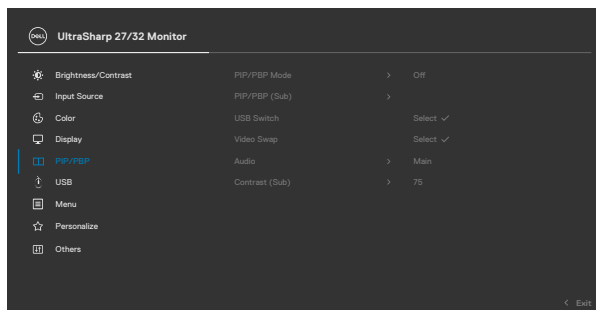 DELL UltraSharp 27/32 Monitor
Brightness/Contrast PIP/PBP Mode > Off
Input Source PIP/PBP (Sub) >
Color USB Switch Select ✓
Display Video Swap Select ✓
PIP/PBP Audio > Main
USB Contrast (Sub) > 75
Menu
Personalize
Others
< Exit